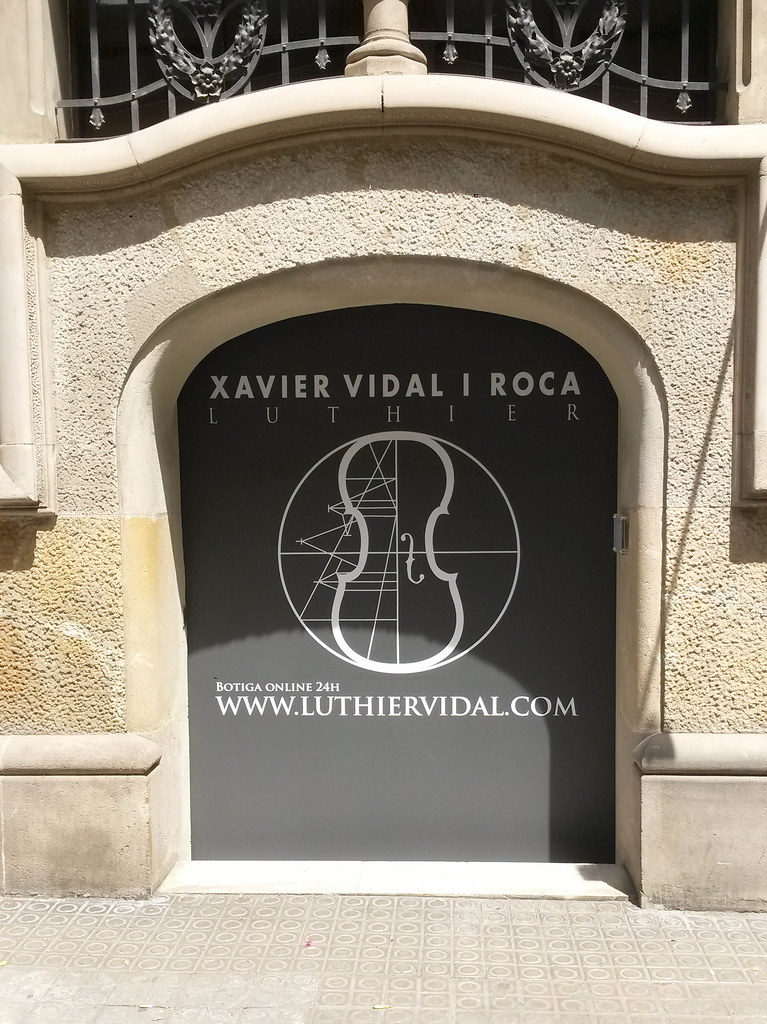 XAVIER VIDAL I ROCA
LUTHIER
BOTIGA ONLINE 24H
WWW.LUTHIERVIDAL.COM